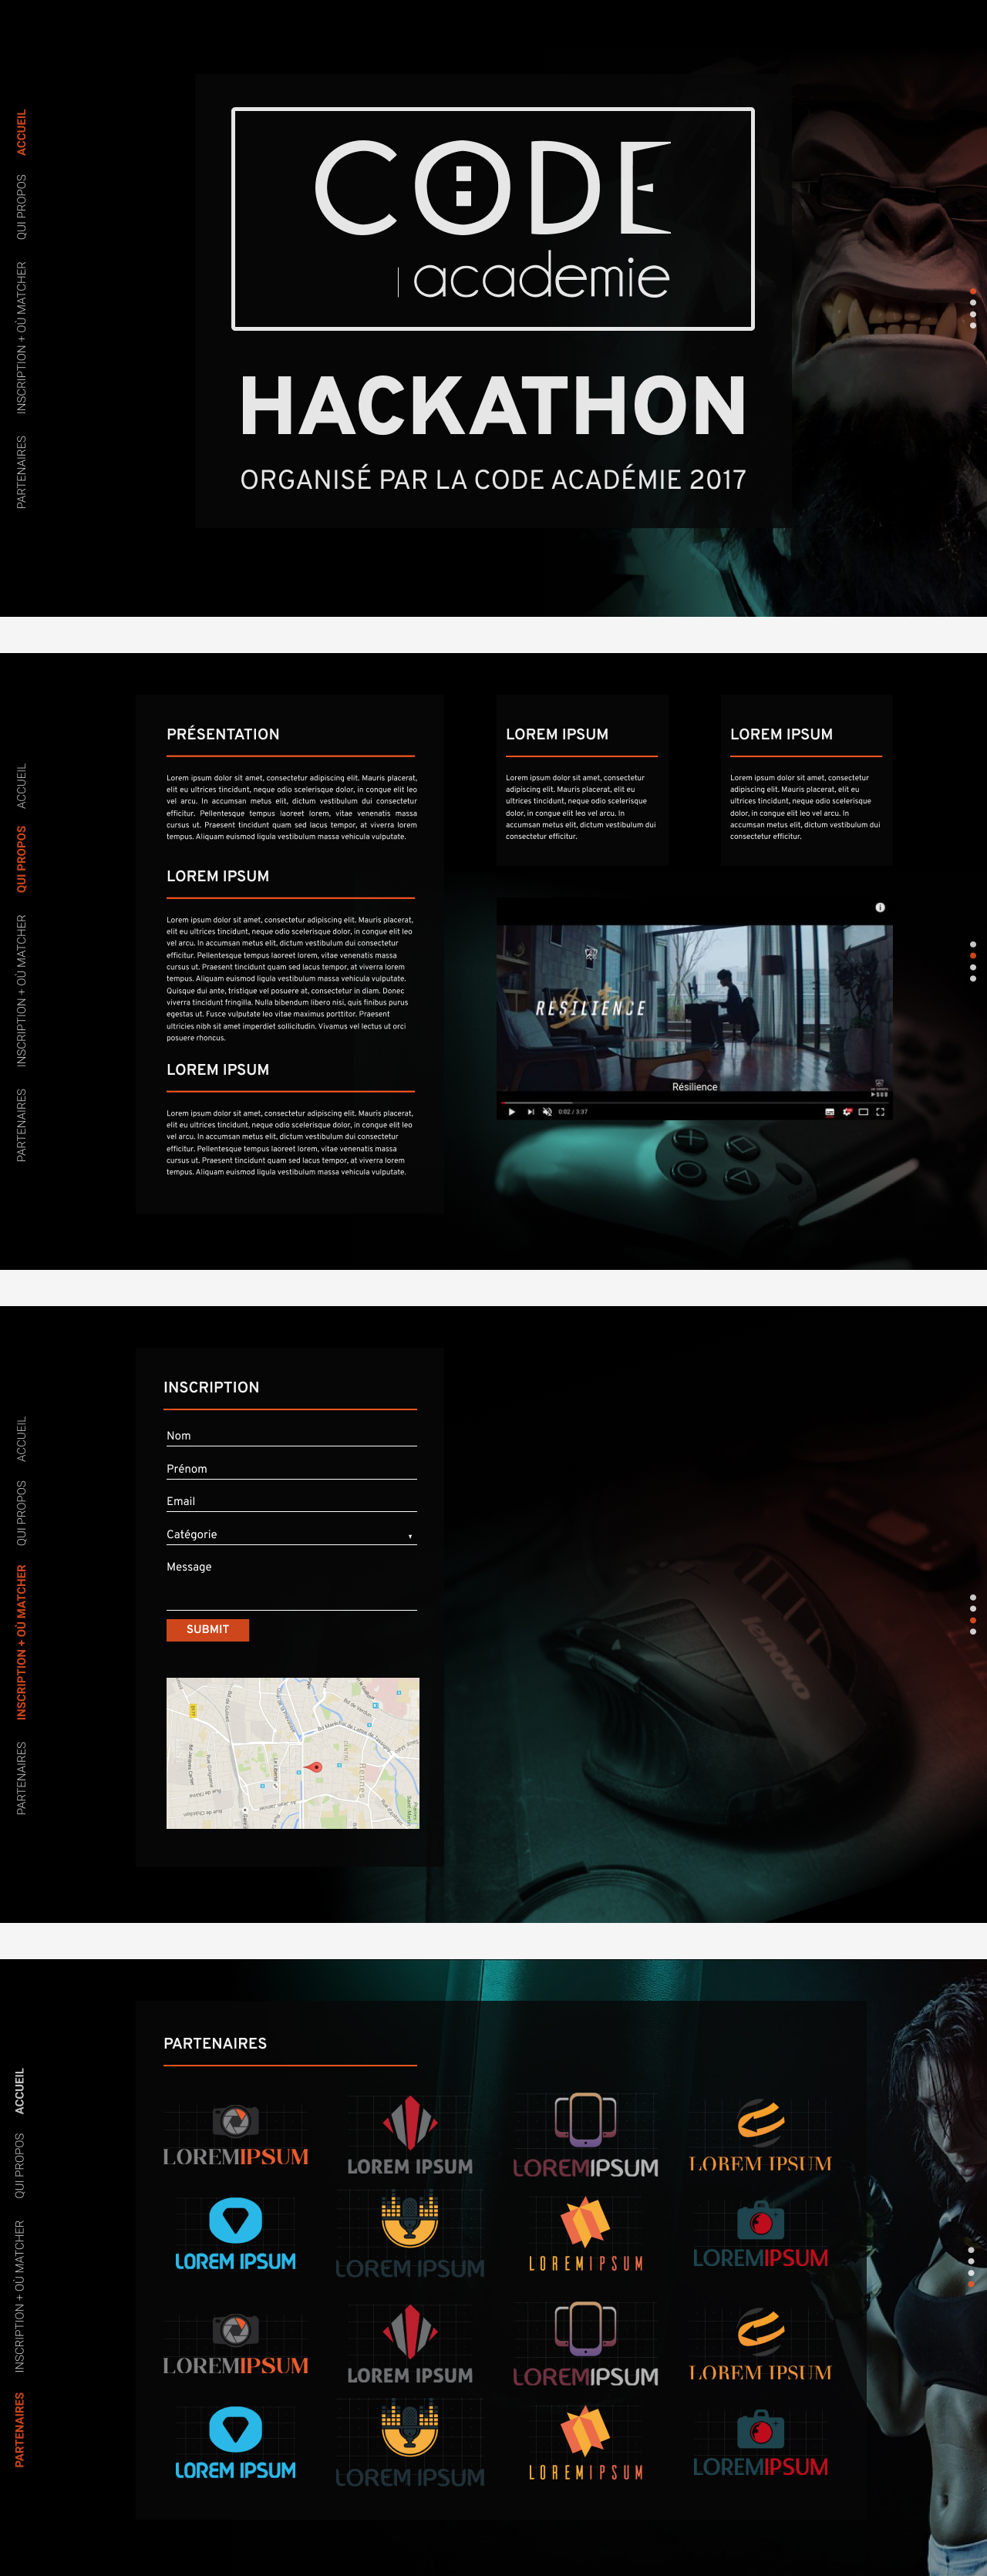 ACCUEIL
QUI PROPOS
INSCRIPTION + OÙ MATCHER
PARTENAIRES
CODE
academie
HACKATHON
ORGANISÉ PAR LA CODE ACADÉMIE 2017
ACCUEIL
QUI PROPOS
INSCRIPTION + OÙ MATCHER
PARTENAIRES
PRÉSENTATION
Lorem ipsum dolor sit amet, consectetur adipiscing elit. Mauris placerat,
elit eu ultrices tincidunt, neque odio scelerisque dolor, in congue elit leo
vel arcu. In accumsan metus elit, dictum vestibulum dui consectetur
efficitur. Pellentesque tempus laoreet lorem, vitae venenatis massa
cursus ut. Praesent tincidunt quam sed lacus tempor, at viverra lorem
tempus. Aliquam euismod ligula vestibulum massa vehicula vulputate.
LOREM IPSUM
Lorem ipsum dolor sit amet, consectetur adipiscing elit. Mauris placerat,
elit eu ultrices tincidunt, neque odio scelerisque dolor, in congue elit leo
vel arcu. In accumsan metus elit, dictum vestibulum dui consectetur
efficitur. Pellentesque tempus laoreet lorem, vitae venenatis massa
cursus ut. Praesent tincidunt quam sed lacus tempor, at viverra lorem
tempus. Aliquam euismod ligula vestibulum massa vehicula vulputate.
Quisque dui ante, tristique vel posuere at, consectetur in diam. Donec
viverra tincidunt fringilla. Nulla bibendum libero nisi, quis finibus purus
egestas ut. Fusce vulputate leo vitae maximus porttitor. Praesent
ultricies nibh sit amet imperdiet sollicitudin. Vivamus vel lectus ut orci
posuere rhoncus.
LOREM IPSUM
Lorem ipsum dolor sit amet, consectetur adipiscing elit. Mauris placerat,
elit eu ultrices tincidunt, neque odio scelerisque dolor, in congue elit leo
vel arcu. In accumsan metus elit, dictum vestibulum dui consectetur
efficitur. Pellentesque tempus laoreet lorem, vitae venenatis massa
cursus ut. Praesent tincidunt quam sed lacus tempor, at viverra lorem
tempus. Aliquam euismod ligula vestibulum massa vehicula vulputate.
LOREM IPSUM
Lorem ipsum dolor sit amet, consectetur
adipiscing elit. Mauris placerat, elit eu
ultrices tincidunt, neque odio scelerisque
dolor, in congue elit leo vel arcu. In
accumsan metus elit, dictum vestibulum dui
consectetur efficitur.
LOREM IPSUM
Lorem ipsum dolor sit amet, consectetur
adipiscing elit. Mauris placerat, elit eu
ultrices tincidunt, neque odio scelerisque
dolor, in congue elit leo vel arcu. In
accumsan metus elit, dictum vestibulum dui
consectetur efficitur.
RESILIENCE
Résilience
0:02 / 3:37
ACCUEIL
QUI PROPOS
INSCRIPTION + OÙ MATCHER
PARTENAIRES
INSCRIPTION
Nom
Prénom
Email
Catégorie
Message
SUBMIT
Bd de Verdun
Bd Maréchal de Lattre de Tassigny
Le Liberté
CENTRE
Rennes
Av. Jean Janvier
Rue de Châtillon
lenovo
ACCUEIL
QUI PROPOS
INSCRIPTION + OÙ MATCHER
PARTENAIRES
PARTENAIRES
LOREMIPSUM
LOREM IPSUM
LOREMIPSUM
LOREM IPSUM
LOREM IPSUM
LOREM IPSUM
LOREMIPSUM
LOREMIPSUM
LOREMIPSUM
LOREM IPSUM
LOREMIPSUM
LOREM IPSUM
LOREM IPSUM
LOREM IPSUM
LOREMIPSUM
LOREMIPSUM